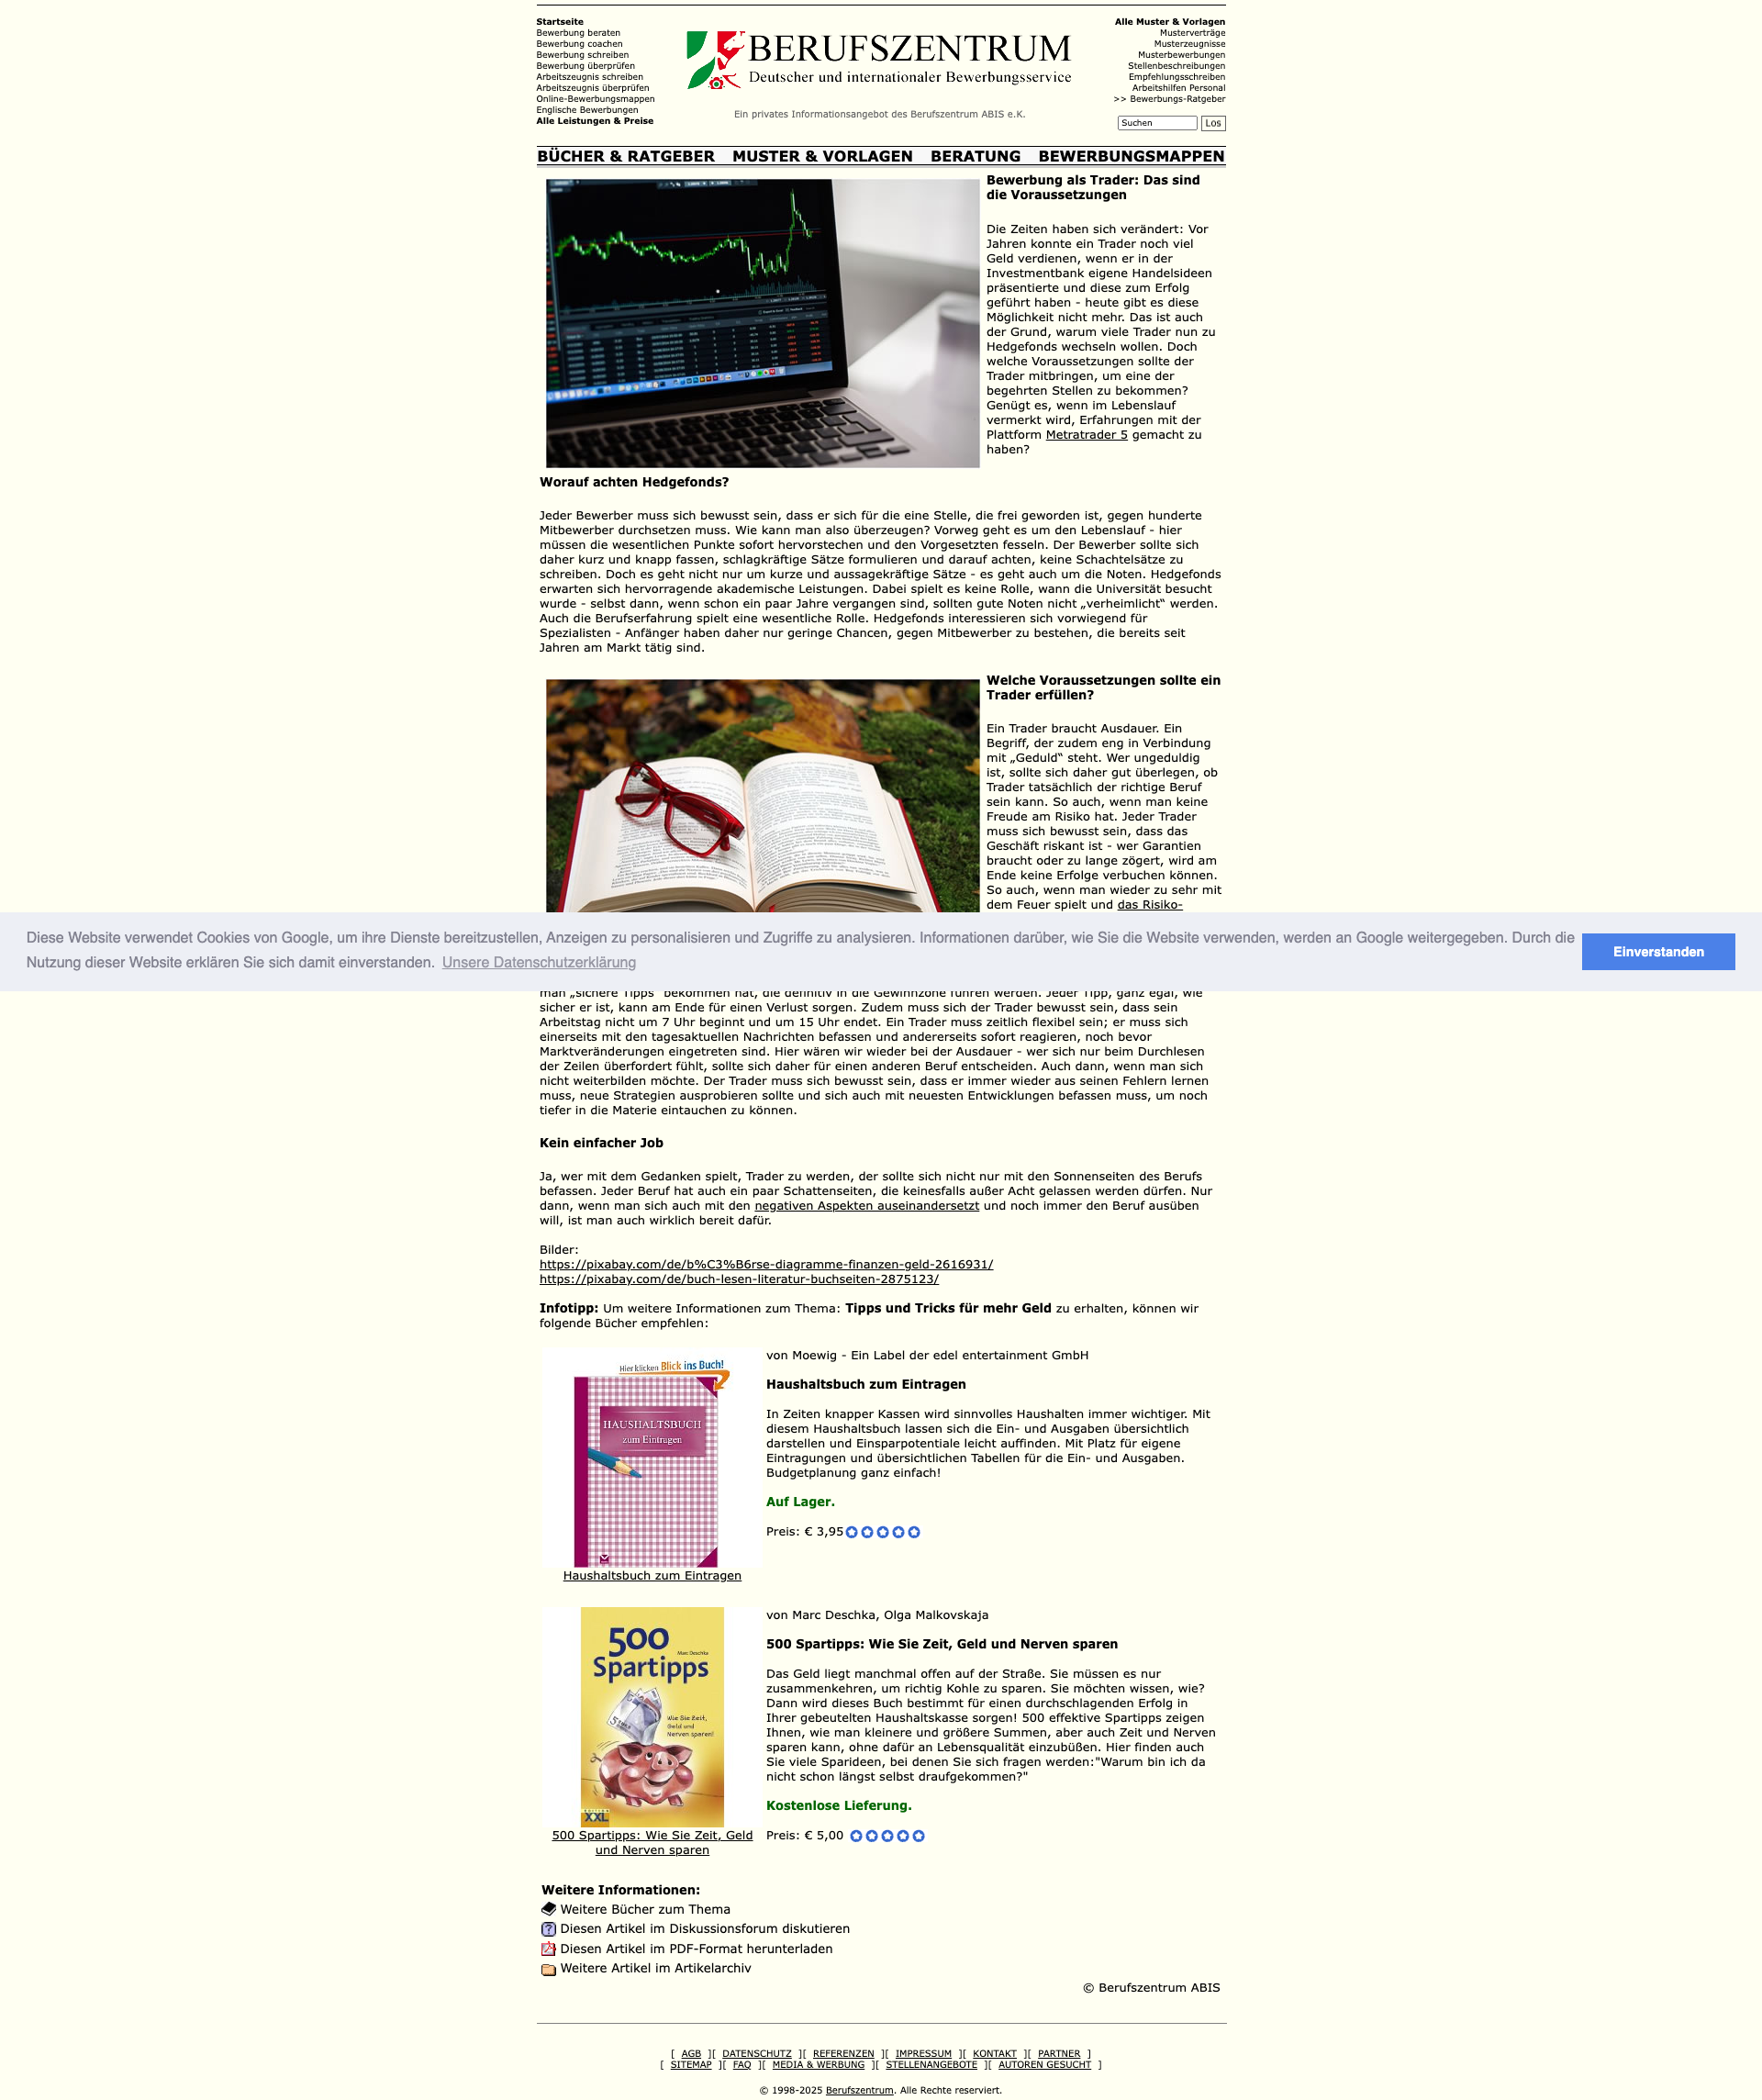 Startseite
Bewerbung beraten
Bewerbung coachen
Bewerbung schreiben
Bewerbung überprüfen
Arbeitszeugnis schreiben
Arbeitszeugnis überprüfen
Online-Bewerbungsmappen
Englische Bewerbungen
Alle Leistungen & Preise
BERUFSZENTRUM
Deutscher und internationaler Bewerbungsservice
Ein privates Informationsangebot des Berufszentrum ABIS e.K.
Alle Muster & Vorlagen
Musterverträge
Musterzeugnisse
Musterbewerbungen
Stellenbeschreibungen
Empfehlungsschreiben
Arbeitshilfen Personal
>> Bewerbungs-Ratgeber
Suchen Los
BÜCHER & RATGEBER MUSTER & VORLAGEN BERATUNG BEWERBUNGSMAPPEN
Bewerbung als Trader: Das sind
die Voraussetzungen
Die Zeiten haben sich verändert: Vor
Jahren konnte ein Trader noch viel
Geld verdienen, wenn er in der
Investmentbank eigene Handelsideen
präsentierte und diese zum Erfolg
geführt haben - heute gibt es diese
Möglichkeit nicht mehr. Das ist auch
der Grund, warum viele Trader nun zu
Hedgefonds wechseln wollen. Doch
welche Voraussetzungen sollte der
Trader mitbringen, um eine der
begehrten Stellen zu bekommen?
Genügt es, wenn im Lebenslauf
vermerkt wird, Erfahrungen mit der
Plattform Metratrader 5 gemacht zu
haben?
Worauf achten Hedgefonds?
Jeder Bewerber muss sich bewusst sein, dass er sich für die eine Stelle, die frei geworden ist, gegen hunderte
Mitbewerber durchsetzen muss. Wie kann man also überzeugen? Vorweg geht es um den Lebenslauf - hier
müssen die wesentlichen Punkte sofort hervorstechen und den Vorgesetzten fesseln. Der Bewerber sollte sich
daher kurz und knapp fassen, schlagkräftige Sätze formulieren und darauf achten, keine Schachtelsätze zu
schreiben. Doch es geht nicht nur um kurze und aussagekräftige Sätze - es geht auch um die Noten. Hedgefonds
erwarten sich hervorragende akademische Leistungen. Dabei spielt es keine Rolle, wann die Universität besucht
wurde - selbst dann, wenn schon ein paar Jahre vergangen sind, sollten gute Noten nicht „verheimlicht“ werden.
Auch die Berufserfahrung spielt eine wesentliche Rolle. Hedgefonds interessieren sich vorwiegend für
Spezialisten - Anfänger haben daher nur geringe Chancen, gegen Mitbewerber zu bestehen, die bereits seit
Jahren am Markt tätig sind.
Welche Voraussetzungen sollte ein
Trader erfüllen?
Ein Trader braucht Ausdauer. Ein
Begriff, der zudem eng in Verbindung
mit „Geduld“ steht. Wer ungeduldig
ist, sollte sich daher gut überlegen, ob
Trader tatsächlich der richtige Beruf
sein kann. So auch, wenn man keine
Freude am Risiko hat. Jeder Trader
muss sich bewusst sein, dass das
Geschäft riskant ist - wer Garantien
braucht oder zu lange zögert, wird am
Ende keine Erfolge verbuchen können.
So auch, wenn man wieder zu sehr mit
dem Feuer spielt und das Risiko-
Diese Website verwendet Cookies von Google, um ihre Dienste bereitzustellen, Anzeigen zu personalisieren und Zugriffe zu analysieren. Informationen darüber, wie Sie die Website verwenden, werden an Google weitergegeben. Durch die
Nutzung dieser Website erklären Sie sich damit einverstanden. Unsere Datenschutzerklärung
Einverstanden
man „sichere Tipps“ bekommen hat, die definitiv in die Gewinnzone führen werden. Jeder Tipp, ganz egal, wie
sicher er ist, kann am Ende für einen Verlust sorgen. Zudem muss sich der Trader bewusst sein, dass sein
Arbeitstag nicht um 7 Uhr beginnt und um 15 Uhr endet. Ein Trader muss zeitlich flexibel sein; er muss sich
einerseits mit den tagesaktuellen Nachrichten befassen und andererseits sofort reagieren, noch bevor
Marktveränderungen eingetreten sind. Hier wären wir wieder bei der Ausdauer - wer sich nur beim Durchlesen
der Zeilen überfordert fühlt, sollte sich daher für einen anderen Beruf entscheiden. Auch dann, wenn man sich
nicht weiterbilden möchte. Der Trader muss sich bewusst sein, dass er immer wieder aus seinen Fehlern lernen
muss, neue Strategien ausprobieren sollte und sich auch mit neuesten Entwicklungen befassen muss, um noch
tiefer in die Materie eintauchen zu können.
Kein einfacher Job
Ja, wer mit dem Gedanken spielt, Trader zu werden, der sollte sich nicht nur mit den Sonnenseiten des Berufs
befassen. Jeder Beruf hat auch ein paar Schattenseiten, die keinesfalls außer Acht gelassen werden dürfen. Nur
dann, wenn man sich auch mit den negativen Aspekten auseinandersetzt und noch immer den Beruf ausüben
will, ist man auch wirklich bereit dafür.
Bilder:
https://pixabay.com/de/b%C3%B6rse-diagramme-finanzen-geld-2616931/
https://pixabay.com/de/buch-lesen-literatur-buchseiten-2875123/
Infotipp: Um weitere Informationen zum Thema: Tipps und Tricks für mehr Geld zu erhalten, können wir
folgende Bücher empfehlen:
Hier klicken Blick ins Buch!
HAUSHALTSBUCH
zum Eintragen
Haushaltsbuch zum Eintragen
von Moewig - Ein Label der edel entertainment GmbH
Haushaltsbuch zum Eintragen
In Zeiten knapper Kassen wird sinnvolles Haushalten immer wichtiger. Mit
diesem Haushaltsbuch lassen sich die Ein- und Ausgaben übersichtlich
darstellen und Einsparpotentiale leicht auffinden. Mit Platz für eigene
Eintragungen und übersichtlichen Tabellen für die Ein- und Ausgaben.
Budgetplanung ganz einfach!
Auf Lager.
Preis: € 3,95
500
Marc Deschka
Spartipps
Wie Sie Zeit,
Geld und
Nerven sparen!
XXL
500 Spartipps: Wie Sie Zeit, Geld
und Nerven sparen
von Marc Deschka, Olga Malkovskaja
500 Spartipps: Wie Sie Zeit, Geld und Nerven sparen
Das Geld liegt manchmal offen auf der Straße. Sie müssen es nur
zusammenkehren, um richtig Kohle zu sparen. Sie möchten wissen, wie?
Dann wird dieses Buch bestimmt für einen durchschlagenden Erfolg in
Ihrer gebeutelten Haushaltskasse sorgen! 500 effektive Spartipps zeigen
Ihnen, wie man kleinere und größere Summen, aber auch Zeit und Nerven
sparen kann, ohne dafür an Lebensqualität einzubüßen. Hier finden auch
Sie viele Sparideen, bei denen Sie sich fragen werden:"Warum bin ich da
nicht schon längst selbst draufgekommen?"
Kostenlose Lieferung.
Preis: € 5,00
Weitere Informationen:
Weitere Bücher zum Thema
Diesen Artikel im Diskussionsforum diskutieren
Diesen Artikel im PDF-Format herunterladen
Weitere Artikel im Artikelarchiv
© Berufszentrum ABIS
[ AGB ][ DATENSCHUTZ ][ REFERENZEN ][ IMPRESSUM ][ KONTAKT ][ PARTNER ]
[ SITEMAP ][ FAQ ][ MEDIA & WERBUNG ][ STELLENANGEBOTE ][ AUTOREN GESUCHT ]
© 1998-2025 Berufszentrum. Alle Rechte reserviert.